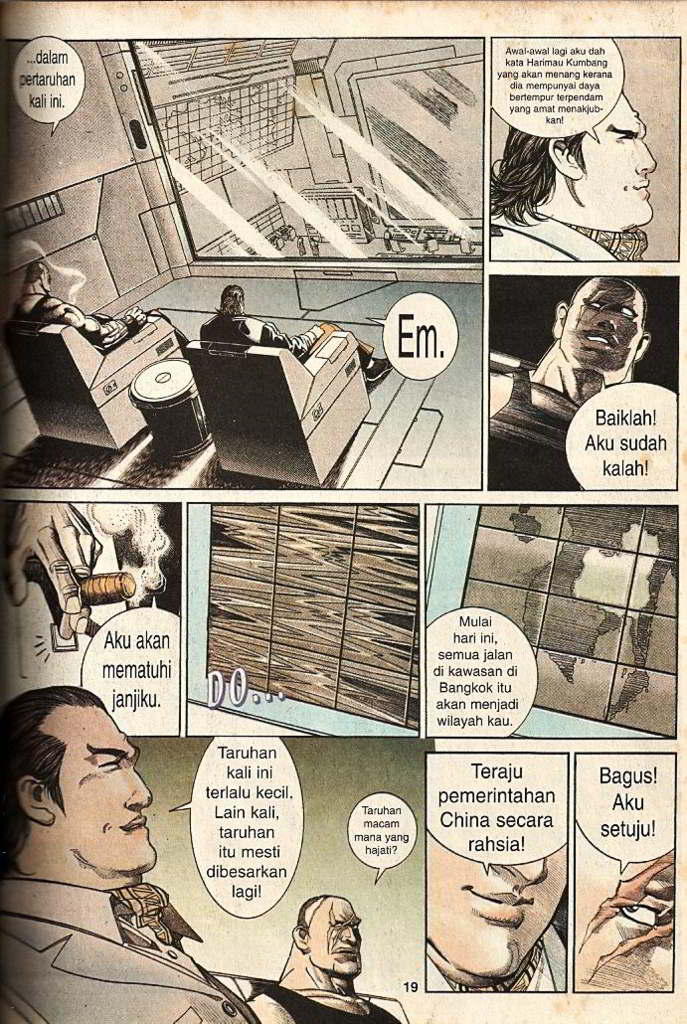 ...dalam
pertaruhan
kali ini.
Em.
Awal-awal lagi aku dah
kata Harimau Kumbang
yang akan menang kerana
dia mempunyai daya
bertempur terpendam
yang amat menakjub-
kan!
Baiklah!
Aku sudah
kalah!
Aku akan
mematuhi
janjiku.
DO...
Mulai
hari ini,
semua jalan
di kawasan di
Bangkok itu
akan menjadi
wilayah kau.
Taruhan
kali ini
terlalu kecil.
Lain kali,
taruhan
itu mesti
dibesarkan
lagi!
Taruhan
macam
mana yang
hajati?
Teraju
pemerintahan
China secara
rahsia!
Bagus!
Aku
setuju!
19